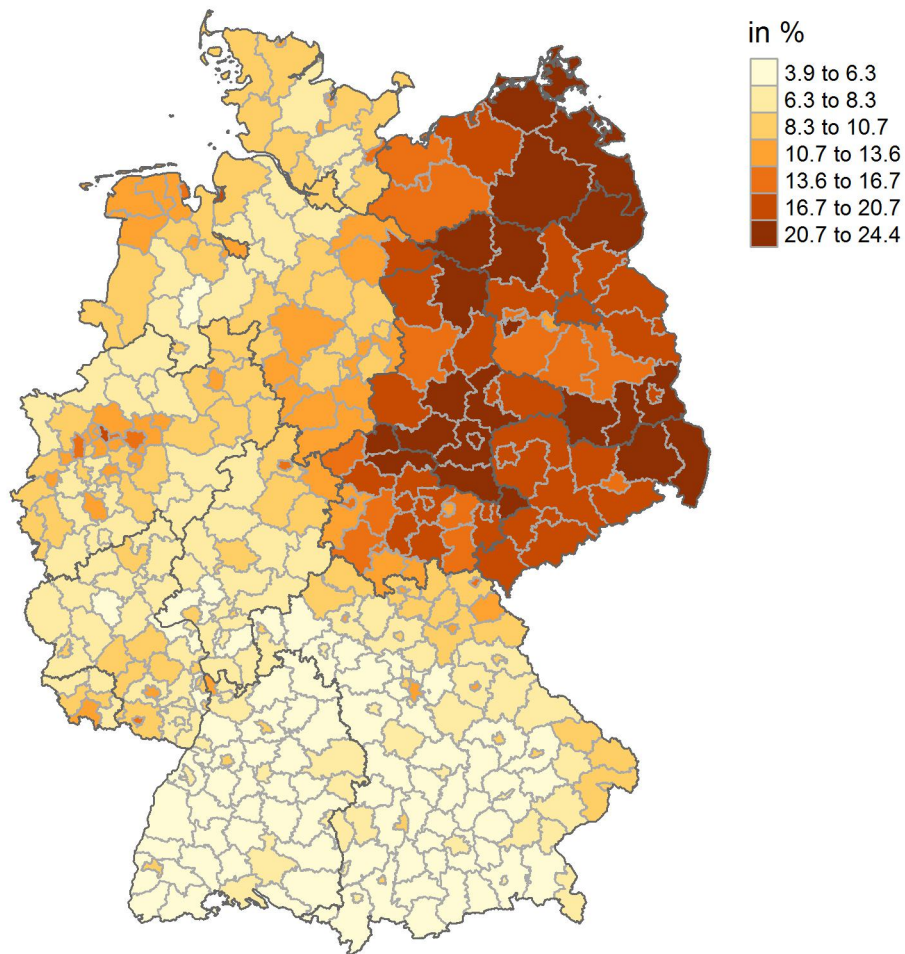 in %
3.9 to 6.3
6.3 to 8.3
8.3 to 10.7
10.7 to 13.6
13.6 to 16.7
16.7 to 20.7
20.7 to 24.4